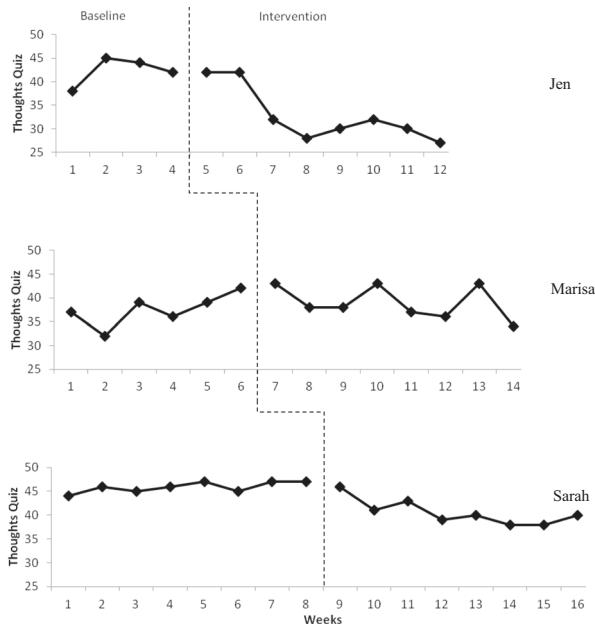 Baseline Intervention
Thoughts Quiz
50
45
40
35
30
25
1 2 3 4 5 6 7 8 9 10 11 12
Jen
Thoughts Quiz
50
45
40
35
30
25
1 2 3 4 5 6 7 8 9 10 11 12 13 14
Marisa
Thoughts Quiz
50
45
40
35
30
25
1 2 3 4 5 6 7 8 9 10 11 12 13 14 15 16
Weeks
Sarah